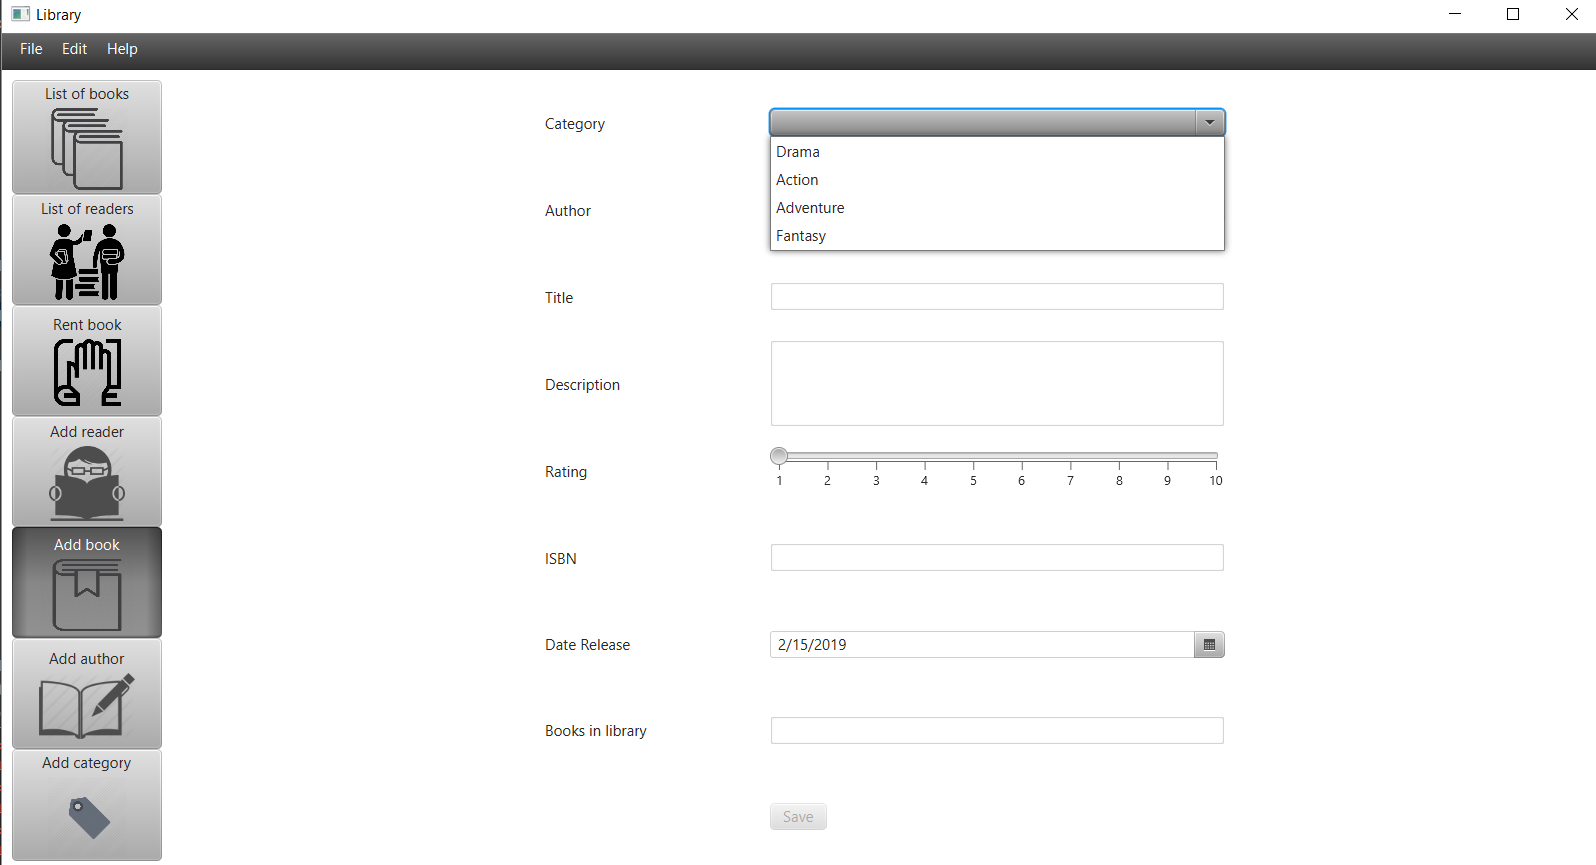 Library
File Edit Help
List of books
List of readers
Rent book
Add reader
Add book
Add author
Add category
Category
Drama
Action
Adventure
Fantasy
Author
Title
Description
Rating
1 2 3 4 5 6 7 8 9 10
ISBN
Date Release 2/15/2019
Books in library
Save